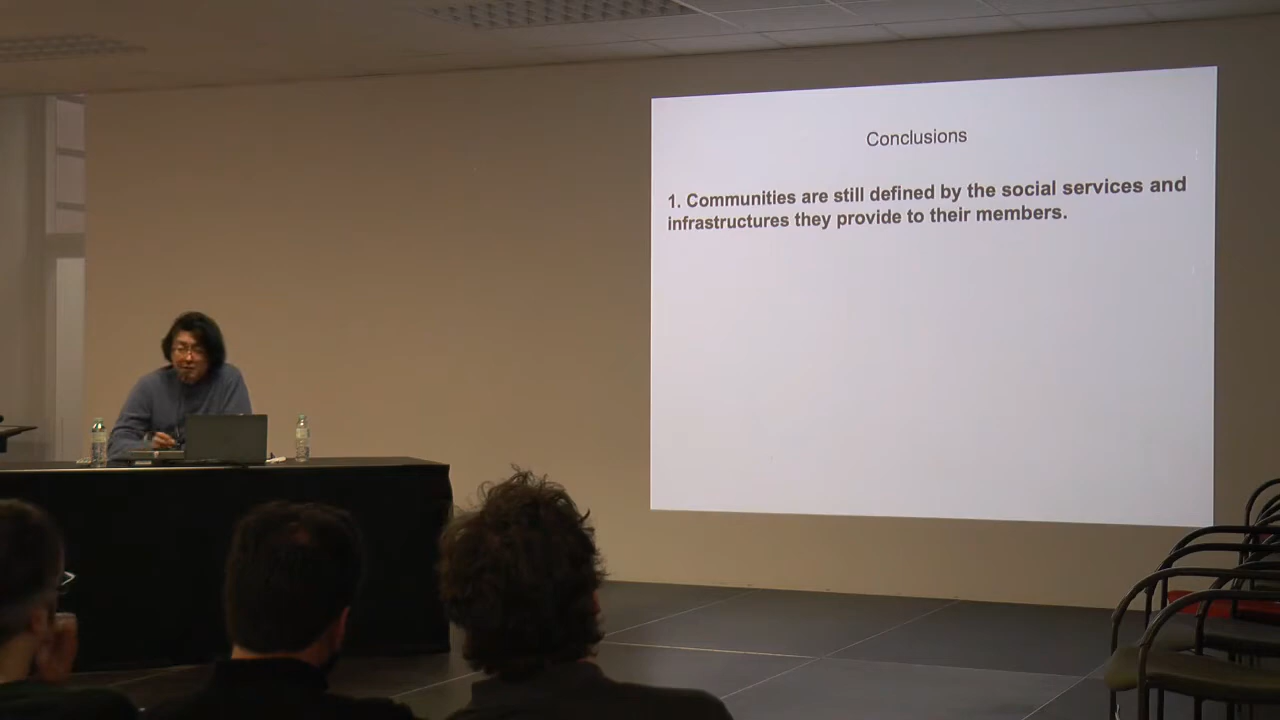 Conclusions
1. Communities are still defined by the social services and
infrastructures they provide to their members.